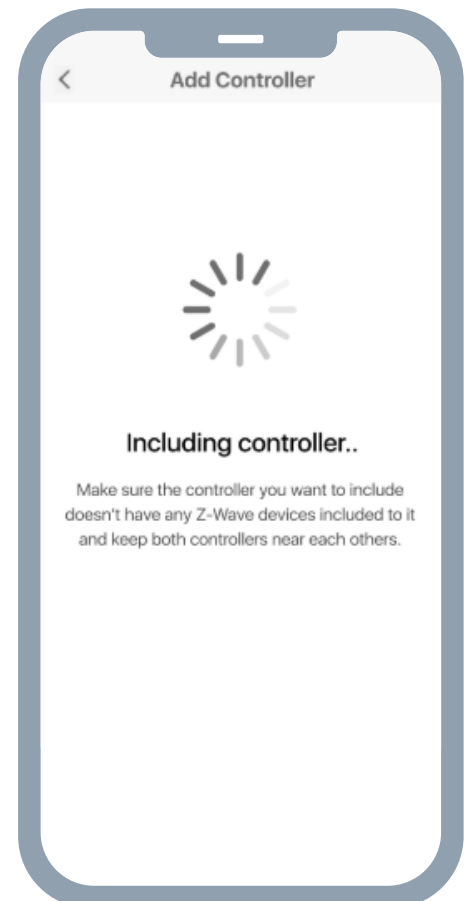 Add Controller
Including controller..
Make sure the controller you want to include
doesn't have any Z-Wave devices included to it
and keep both controllers near each others.